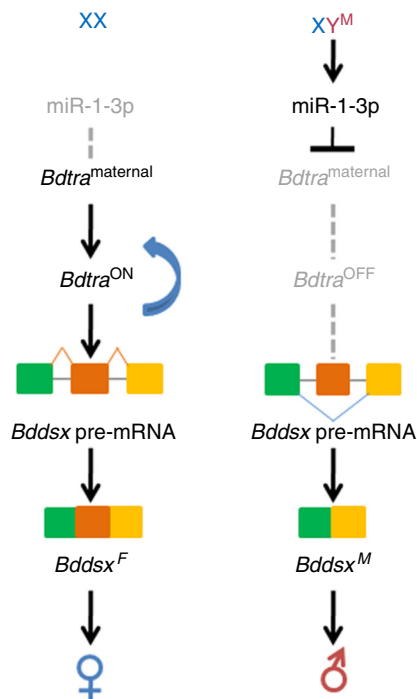 XX
miR-1-3p
Bdtra^maternal
Bdtra^ON
Bddsx pre-mRNA
Bddsx^F
XY^M
miR-1-3p
Bdtra^maternal
Bdtra^OFF
Bddsx pre-mRNA
Bddsx^M